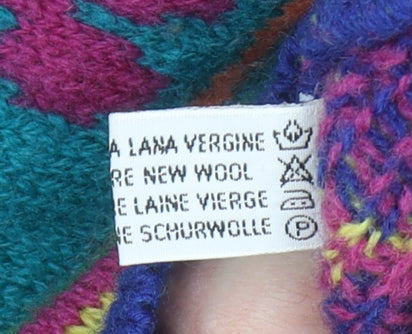 A LANA VERGINE
RE NEW WOOL
E LAINE VIERGE
NE SCHURWOLLE P